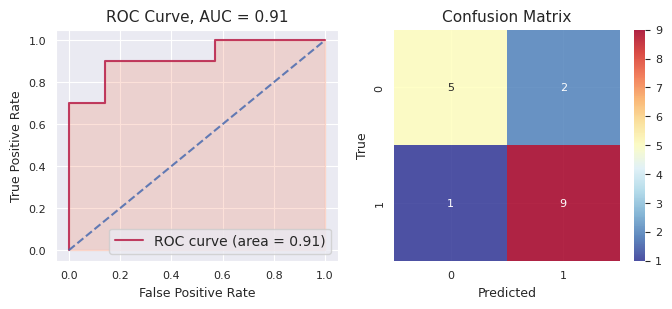 ROC Curve, AUC = 0.91
True Positive Rate
1.0
0.8
0.6
0.4
0.2
0.0
ROC curve (area = 0.91)
0.0 0.2 0.4 0.6 0.8 1.0
False Positive Rate
Confusion Matrix
True
0
5 2
1
1 9
0 1
Predicted
9
8
7
6
5
4
3
2
1